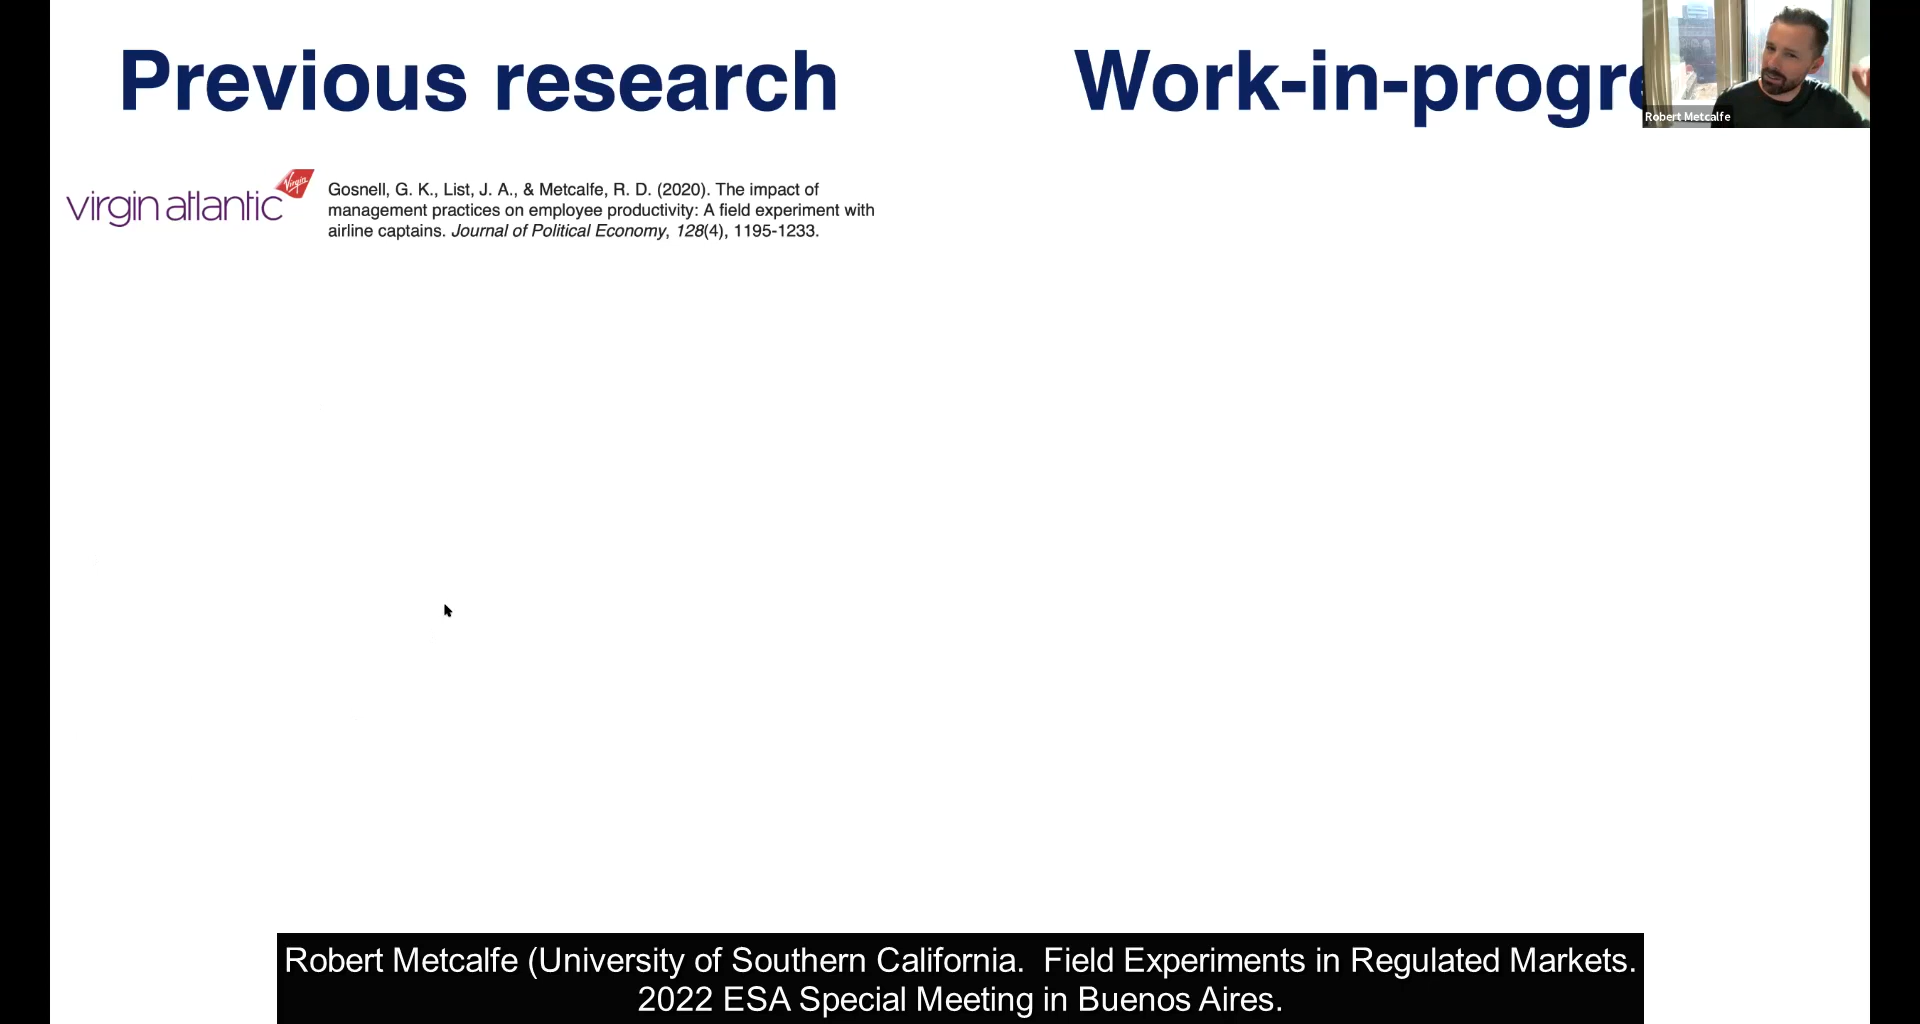 Previous research
Work-in-progre
Robert Metcalfe
virgin atlantic
Virgin
Gosnell, G. K., List, J. A., & Metcalfe, R. D. (2020). The impact of
management practices on employee productivity: A field experiment with
airline captains. Journal of Political Economy, 128(4), 1195-1233.
Robert Metcalfe (University of Southern California.  Field Experiments in Regulated Markets.
2022 ESA Special Meeting in Buenos Aires.